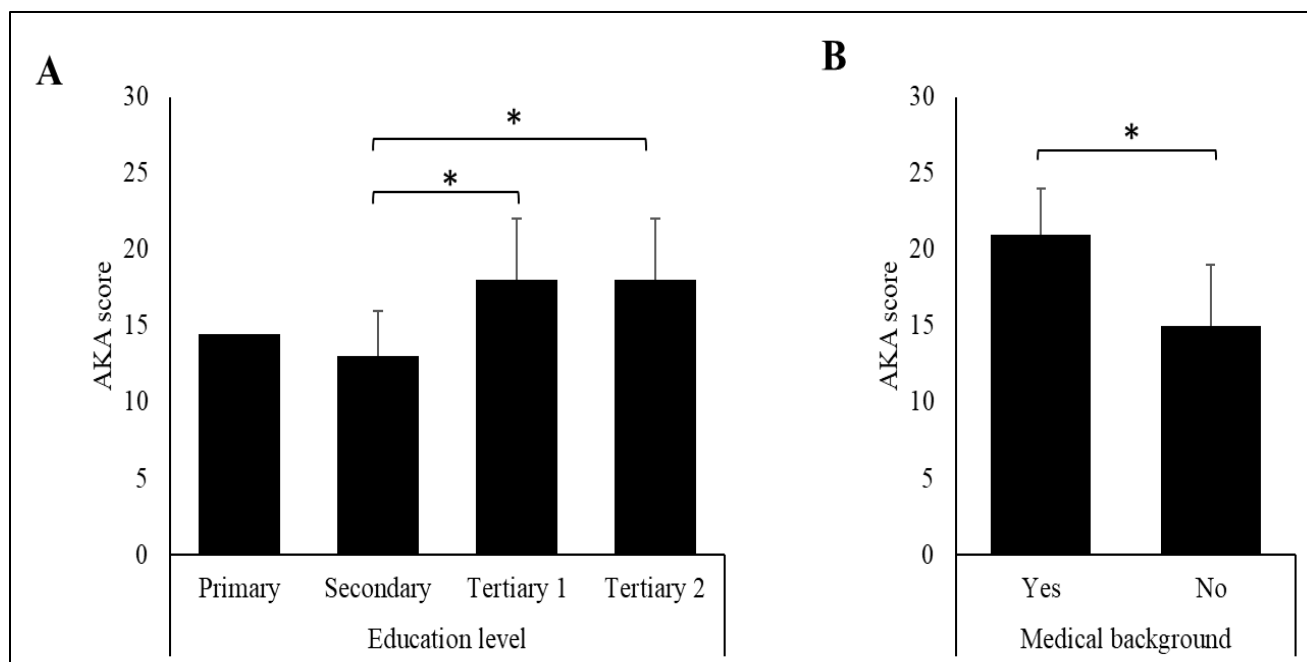 A
30
25
20
15
10
5
0
AKA score
*
*
Primary Secondary Tertiary 1 Tertiary 2
Education level
B
30
25
20
15
10
5
0
AKA score
*
Yes No
Medical background